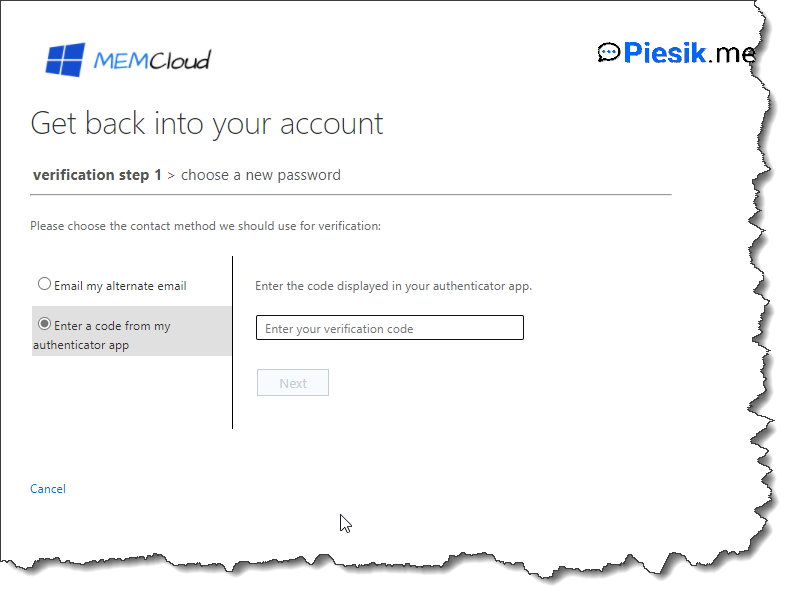 MEMCloud
Piesik.me
Get back into your account
verification step 1 > choose a new password
Please choose the contact method we should use for verification:
Email my alternate email
Enter a code from my
authenticator app
Enter the code displayed in your authenticator app.
Enter your verification code
Next
Cancel